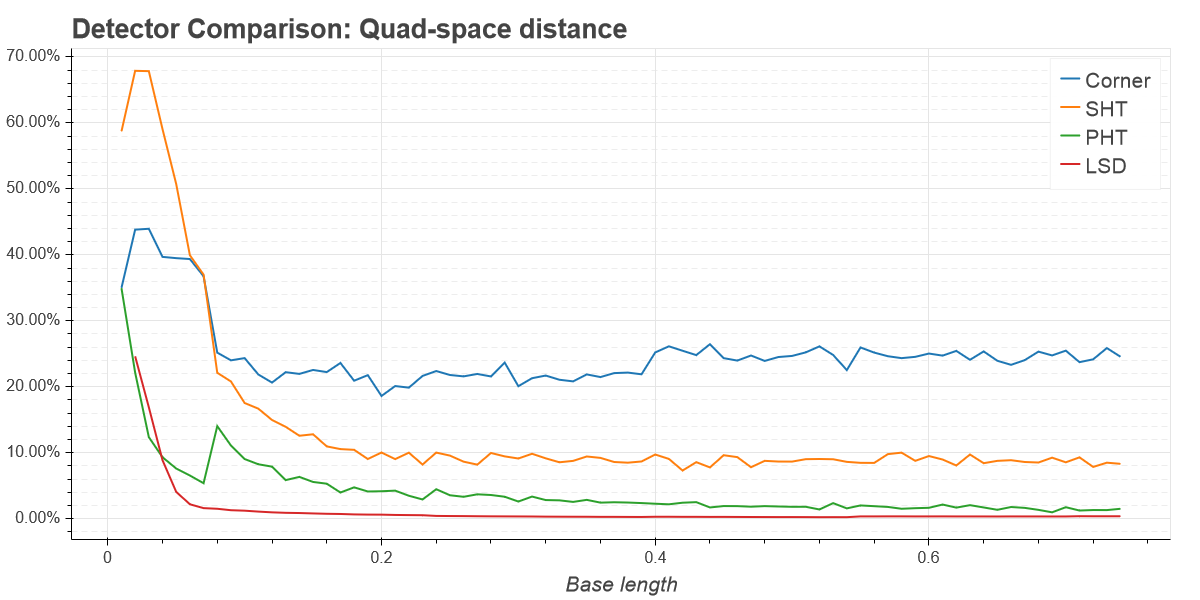 Detector Comparison: Quad-space distance
70.00%
60.00%
50.00%
40.00%
30.00%
20.00%
10.00%
0.00%
Corner
SHT
PHT
LSD
0 0.2 0.4 0.6
Base length